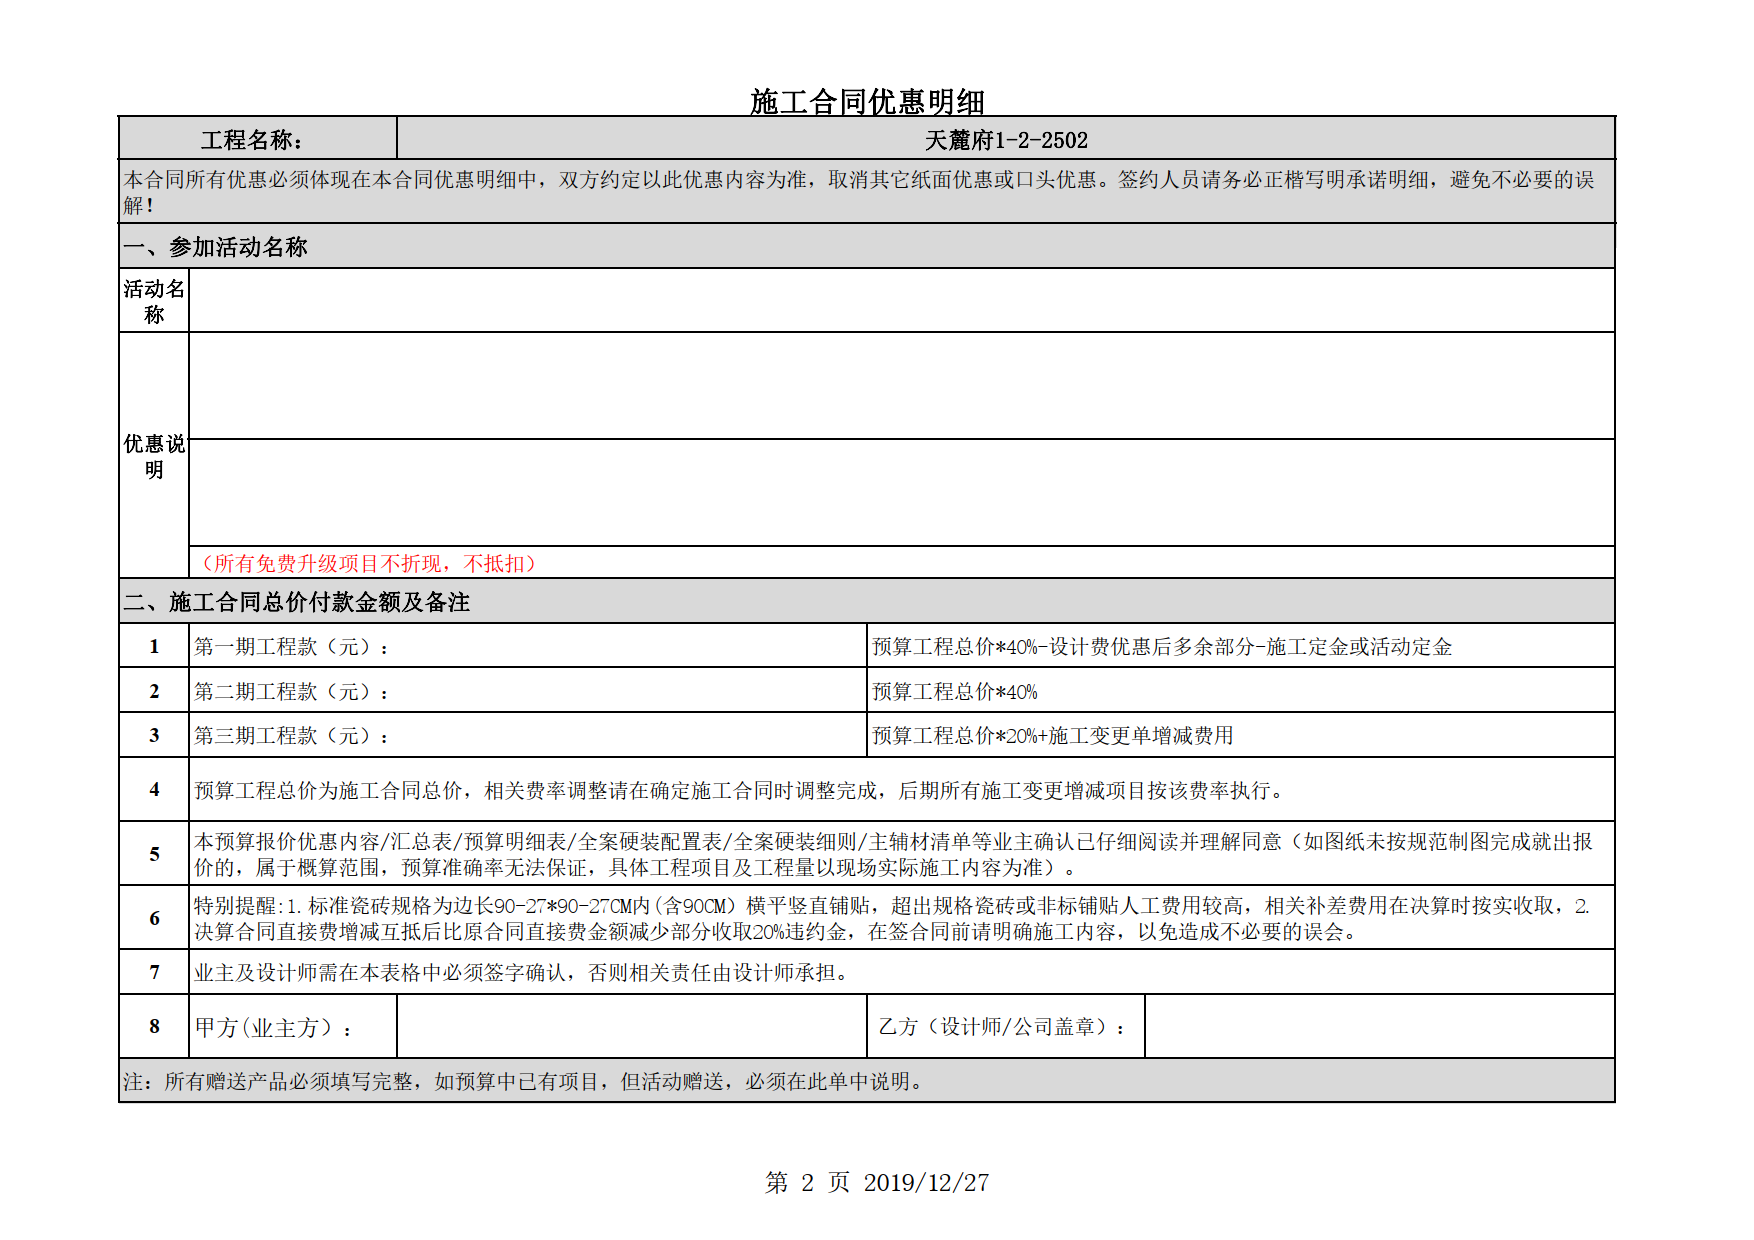 施工合同优惠明细
工程名称：
天麓府1-2-2502
本合同所有优惠必须体现在本合同优惠明细中，双方约定以此优惠内容为准，取消其它纸面优惠或口头优惠。签约人员请务必正楷写明承诺明细，避免不必要的误
解！
一、参加活动名称
活动名
称
优惠说
明
（所有免费升级项目不折现，不抵扣）
二、施工合同总价付款金额及备注
1
第一期工程款（元）：
预算工程总价*40%-设计费优惠后多余部分-施工定金或活动定金
2
第二期工程款（元）：
预算工程总价*40%
3
第三期工程款（元）：
预算工程总价*20%+施工变更单增减费用
4
预算工程总价为施工合同总价，相关费率调整请在确定施工合同时调整完成，后期所有施工变更增减项目按该费率执行。
5
本预算报价优惠内容/汇总表/预算明细表/全案硬装配置表/全案硬装细则/主辅材清单等业主确认已仔细阅读并理解同意（如图纸未按规范制图完成就出报
价的，属于概算范围，预算准确率无法保证，具体工程项目及工程量以现场实际施工内容为准）。
6
特别提醒:1.标准瓷砖规格为边长90-27*90-27CM内(含90CM）横平竖直铺贴，超出规格瓷砖或非标铺贴人工费用较高，相关补差费用在决算时按实收取，2.
决算合同直接费增减互抵后比原合同直接费金额减少部分收取20%违约金，在签合同前请明确施工内容，以免造成不必要的误会。
7
业主及设计师需在本表格中必须签字确认，否则相关责任由设计师承担。
8
甲方(业主方）：
乙方（设计师/公司盖章）：
注：所有赠送产品必须填写完整，如预算中已有项目，但活动赠送，必须在此单中说明。
第 2 页 2019/12/27